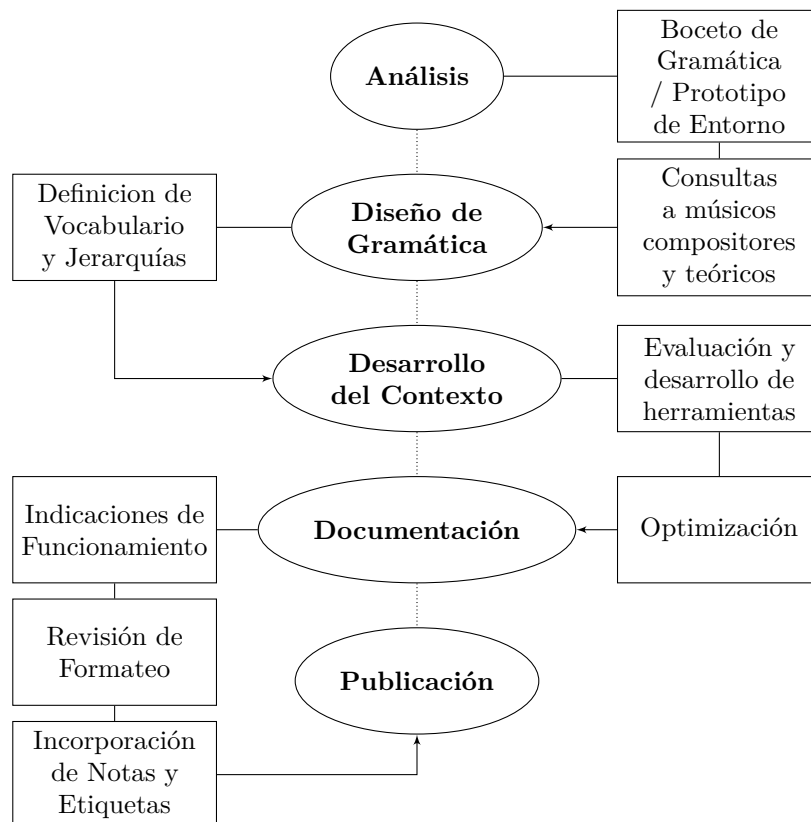 Análisis
Boceto de
Gramática
/ Prototipo
de Entorno
Definicion de
Vocabulario
y Jerarquías
Diseño de
Gramática
Consultas
a músicos
compositores
y teóricos
Desarrollo
del Contexto
Evaluación y
desarrollo de
herramientas
Indicaciones de
Funcionamiento
Documentación
Optimización
Revisión de
Formateo
Publicación
Incorporación
de Notas y
Etiquetas